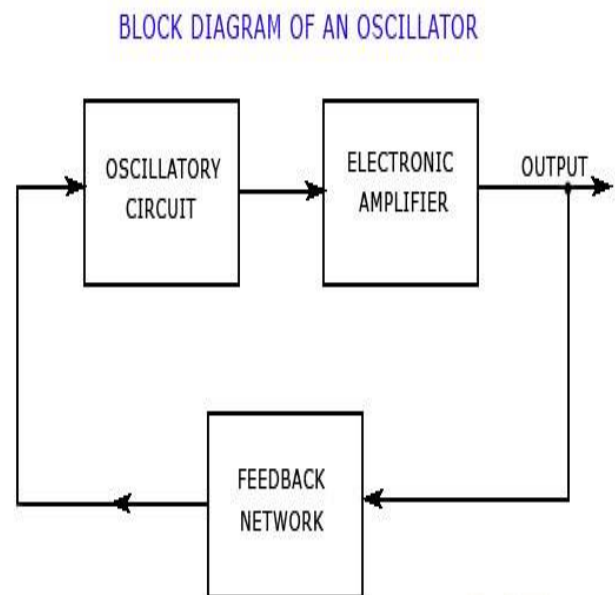 BLOCK DIAGRAM OF AN OSCILLATOR
OSCILLATORY
CIRCUIT
ELECTRONIC
AMPLIFIER
OUTPUT
FEEDBACK
NETWORK